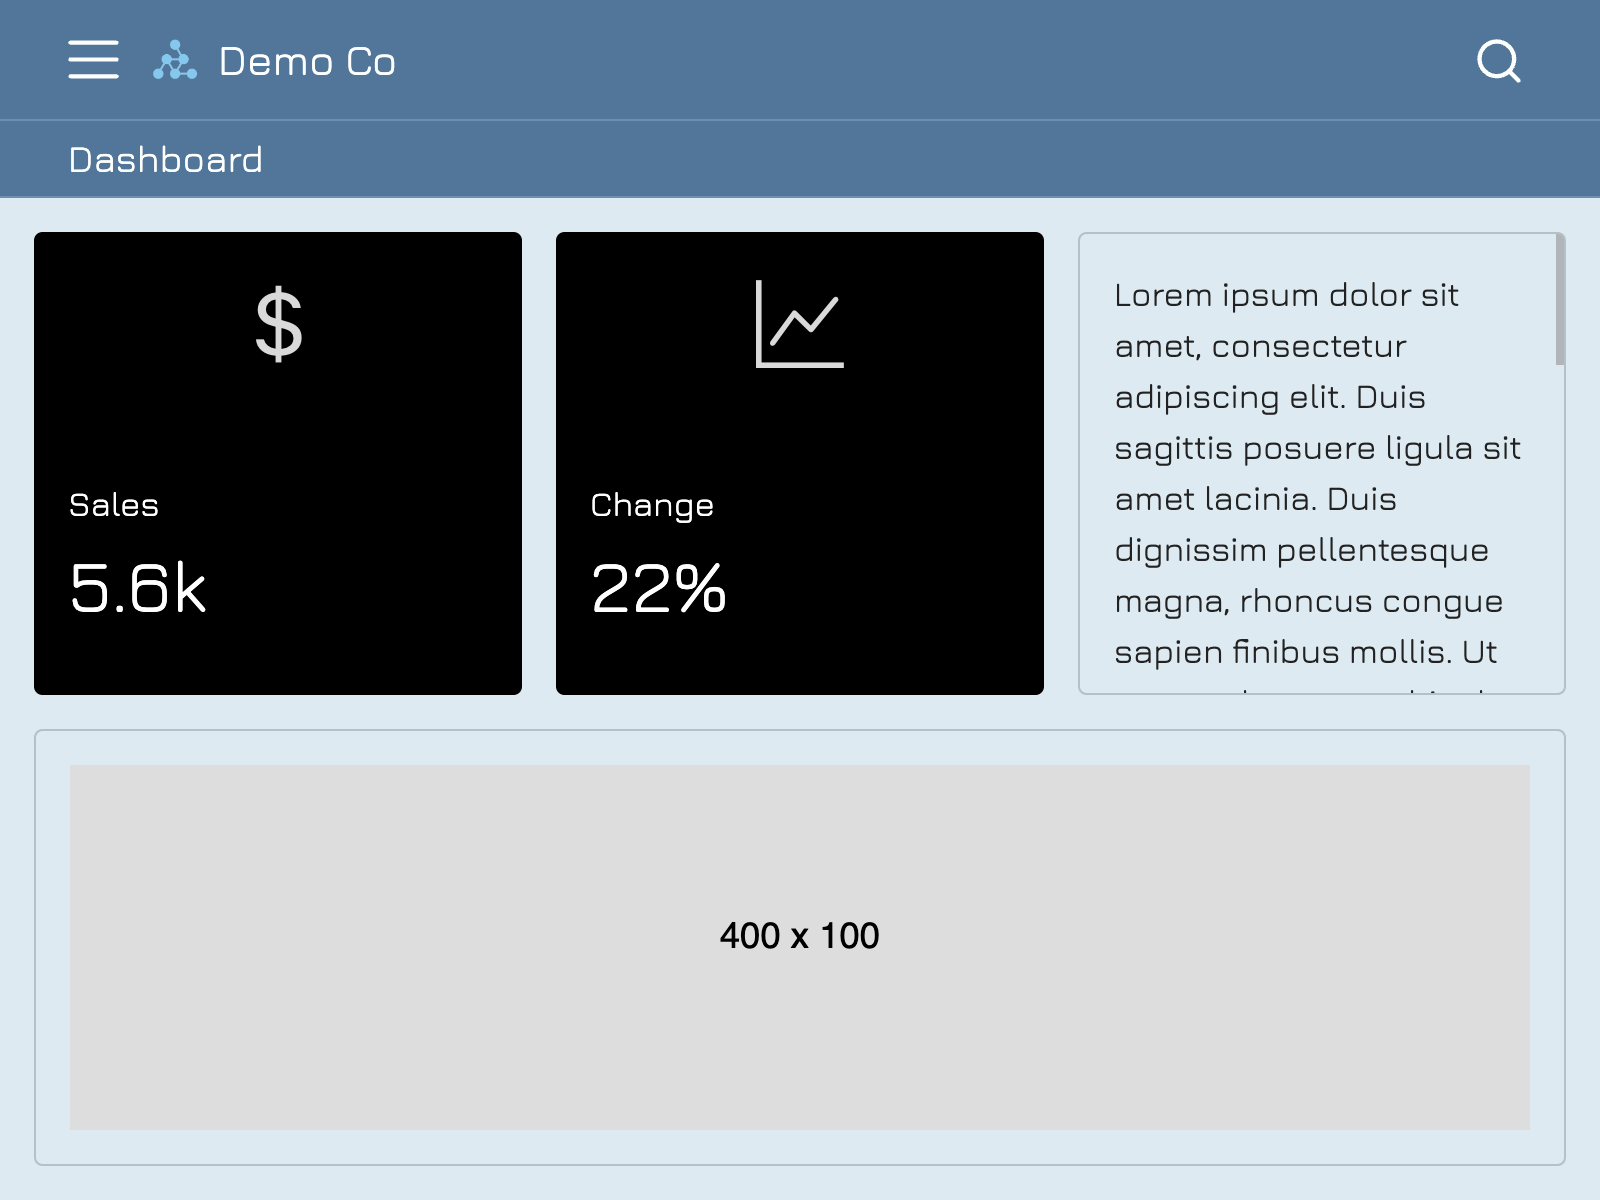 Demo Co
Dashboard
$
Sales
5.6k
Change
22%
Lorem ipsum dolor sit
amet, consectetur
adipiscing elit. Duis
sagittis posuere ligula sit
amet lacinia. Duis
dignissim pellentesque
magna, rhoncus congue
sapien finibus mollis. Ut
400 x 100